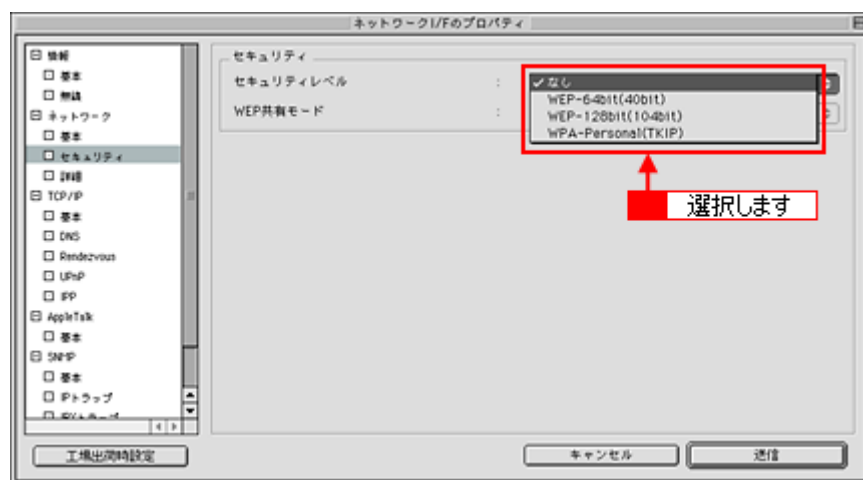 ネットワークI/Fのプロパティ
情報
基本
無線
ネットワーク
基本
セキュリティ
詳細
TCP/IP
基本
DNS
Rendezvous
UPnP
IPP
AppleTalk
基本
SNMP
基本
IPトラップ
セキュリティ
セキュリティレベル :
✓なし
WEP-64bit(40bit)
WEP-128bit(104bit)
WPA-Personal(TKIP)
WEP共有モード :
選択します
工場出荷時設定
キャンセル
送信